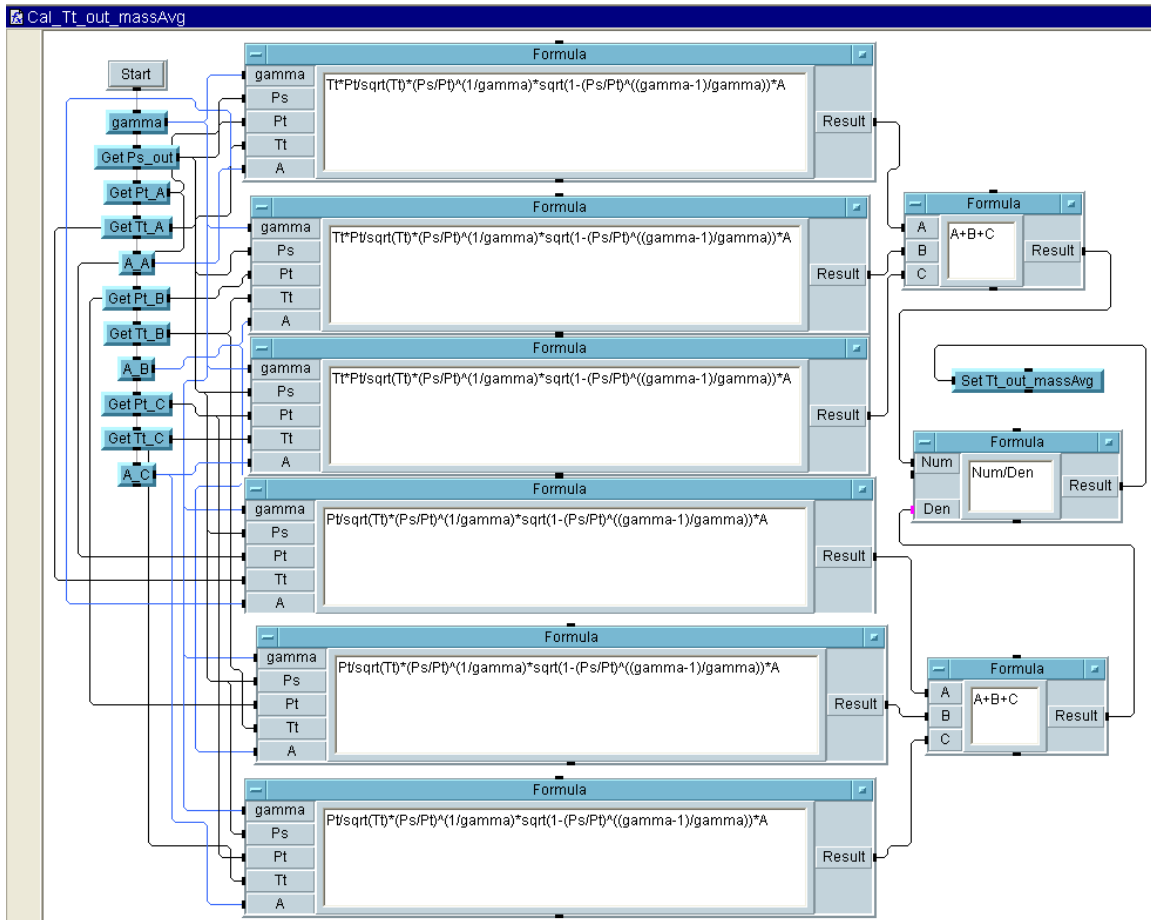 Cal_Tt_out_massAvg
Start
gamma
Get Ps_out
Get Pt_A
Get Tt_A
A_A
Get Pt_B
Get Tt_B
A_B
Get Pt_C
Get Tt_C
A_C
Formula
gamma
Ps
Pt
Tt
A
Tt*Pt/sqrt(Tt)*(Ps/Pt)^(1/gamma)*sqrt(1-(Ps/Pt)^((gamma-1)/gamma))*A
Result
Formula
gamma
Ps
Pt
Tt
A
Tt*Pt/sqrt(Tt)*(Ps/Pt)^(1/gamma)*sqrt(1-(Ps/Pt)^((gamma-1)/gamma))*A
Result
Formula
gamma
Ps
Pt
Tt
A
Tt*Pt/sqrt(Tt)*(Ps/Pt)^(1/gamma)*sqrt(1-(Ps/Pt)^((gamma-1)/gamma))*A
Result
Formula
gamma
Ps
Pt
Tt
A
Pt/sqrt(Tt)*(Ps/Pt)^(1/gamma)*sqrt(1-(Ps/Pt)^((gamma-1)/gamma))*A
Result
Formula
gamma
Ps
Pt
Tt
A
Pt/sqrt(Tt)*(Ps/Pt)^(1/gamma)*sqrt(1-(Ps/Pt)^((gamma-1)/gamma))*A
Result
Formula
gamma
Ps
Pt
Tt
A
Pt/sqrt(Tt)*(Ps/Pt)^(1/gamma)*sqrt(1-(Ps/Pt)^((gamma-1)/gamma))*A
Result
Formula
A
B
C
A+B+C
Result
Set Tt_out_massAvg
Formula
Num
Den
Num/Den
Result
Formula
A
B
C
A+B+C
Result